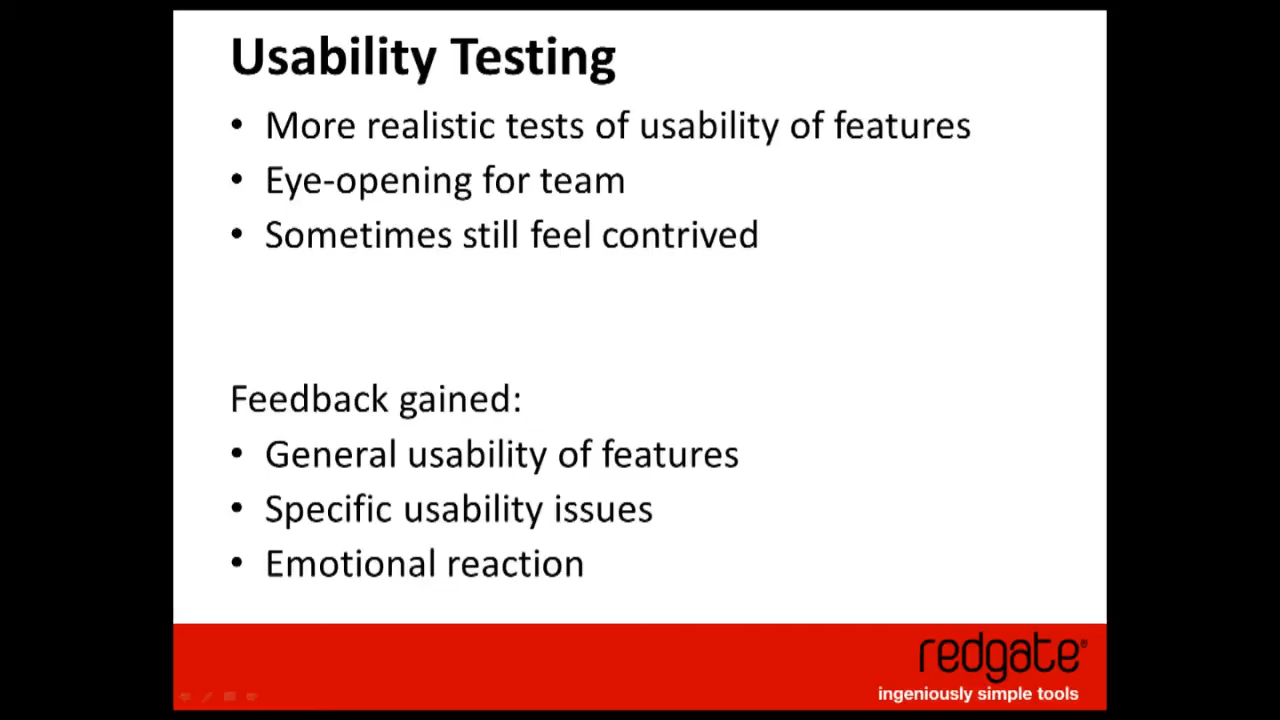 Usability Testing
• More realistic tests of usability of features
• Eye-opening for team
• Sometimes still feel contrived
Feedback gained:
• General usability of features
• Specific usability issues
• Emotional reaction
redgate®
ingeniously simple tools